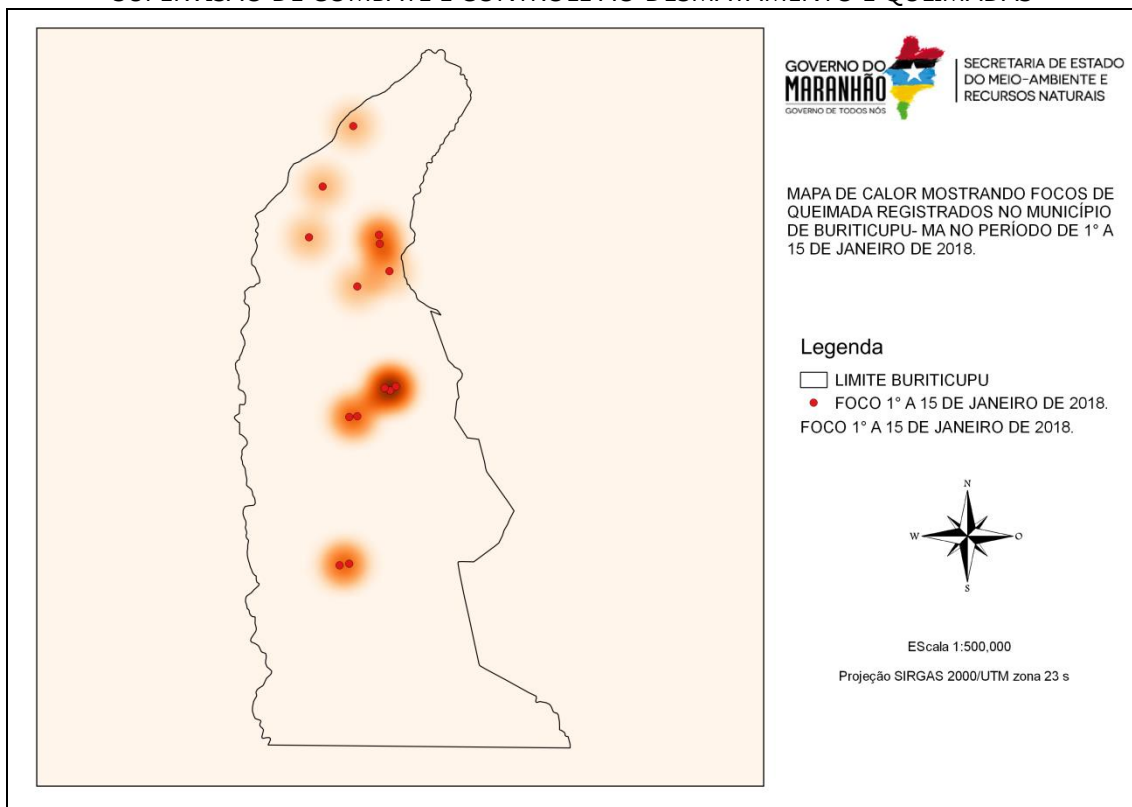 GOVERNO DO
MARANHÃO
GOVERNO DE TODOS NÓS
SECRETARIA DE ESTADO
DO MEIO-AMBIENTE E
RECURSOS NATURAIS
MAPA DE CALOR MOSTRANDO FOCOS DE
QUEIMADA REGISTRADOS NO MUNICÍPIO
DE BURITICUPU- MA NO PERÍODO DE 1° A
15 DE JANEIRO DE 2018.
Legenda
LIMITE BURITICUPU
FOCO 1° A 15 DE JANEIRO DE 2018.
FOCO 1° A 15 DE JANEIRO DE 2018.
N
W
O
S
EScala 1:500,000
Projeção SIRGAS 2000/UTM zona 23 s